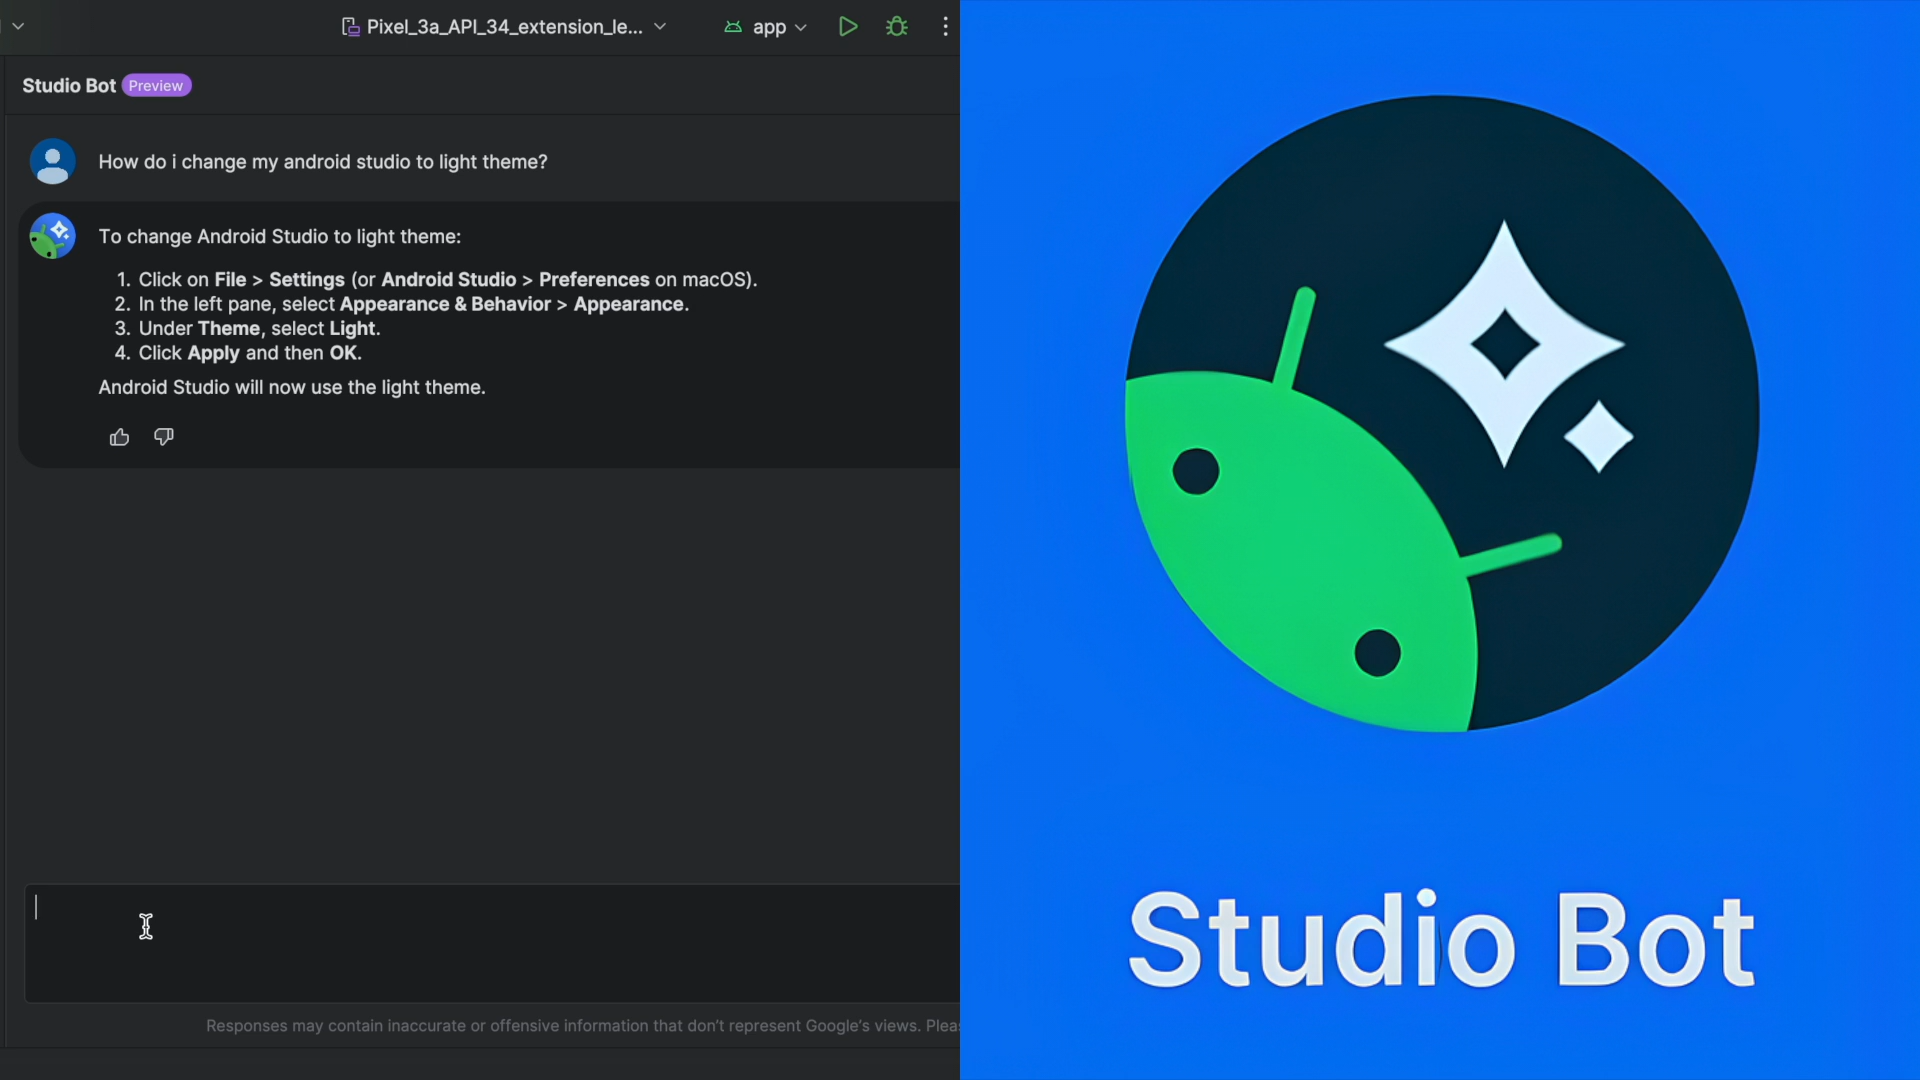 Pixel_3a_API_34_extension_le...
app
Studio Bot Preview
How do i change my android studio to light theme?
To change Android Studio to light theme:
1. Click on File > Settings (or Android Studio > Preferences on macOS).
2. In the left pane, select Appearance & Behavior > Appearance.
3. Under Theme, select Light.
4. Click Apply and then OK.
Android Studio will now use the light theme.
Responses may contain inaccurate or offensive information that don't represent Google's views. Plea
Studio Bot